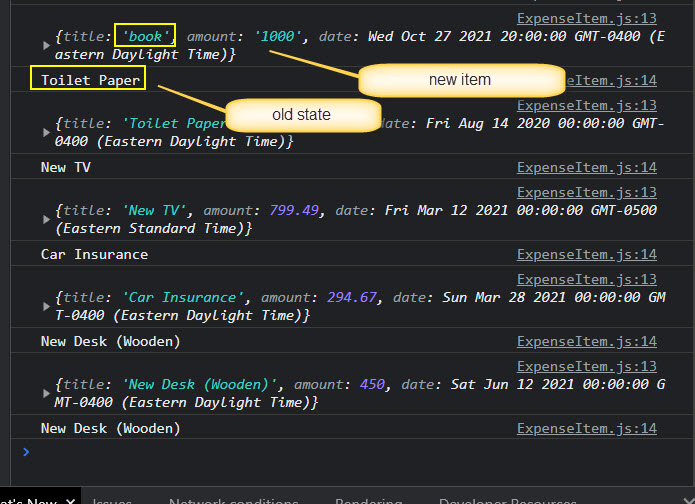 ExpenseItem.js:13
{title: 'book', amount: '1000', date: Wed Oct 27 2021 20:00:00 GMT-0400 (E
astern Daylight Time)}
new item
Toilet Paper
eItem.js:14
old state
ExpenseItem.js:13
{title: 'Toilet Paper date: Fri Aug 14 2020 00:00:00 GMT-
0400 (Eastern Daylight Time)}
New TV ExpenseItem.js:14
ExpenseItem.js:13
{title: 'New TV', amount: 799.49, date: Fri Mar 12 2021 00:00:00 GMT-0500
(Eastern Standard Time)}
Car Insurance ExpenseItem.js:14
ExpenseItem.js:13
{title: 'Car Insurance', amount: 294.67, date: Sun Mar 28 2021 00:00:00 GM
T-0400 (Eastern Daylight Time)}
New Desk (Wooden) ExpenseItem.js:14
ExpenseItem.js:13
{title: 'New Desk (Wooden)', amount: 450, date: Sat Jun 12 2021 00:00:00 G
MT-0400 (Eastern Daylight Time)}
New Desk (Wooden) ExpenseItem.js:14
at's New Issues Network conditions Rendering Developer Resources